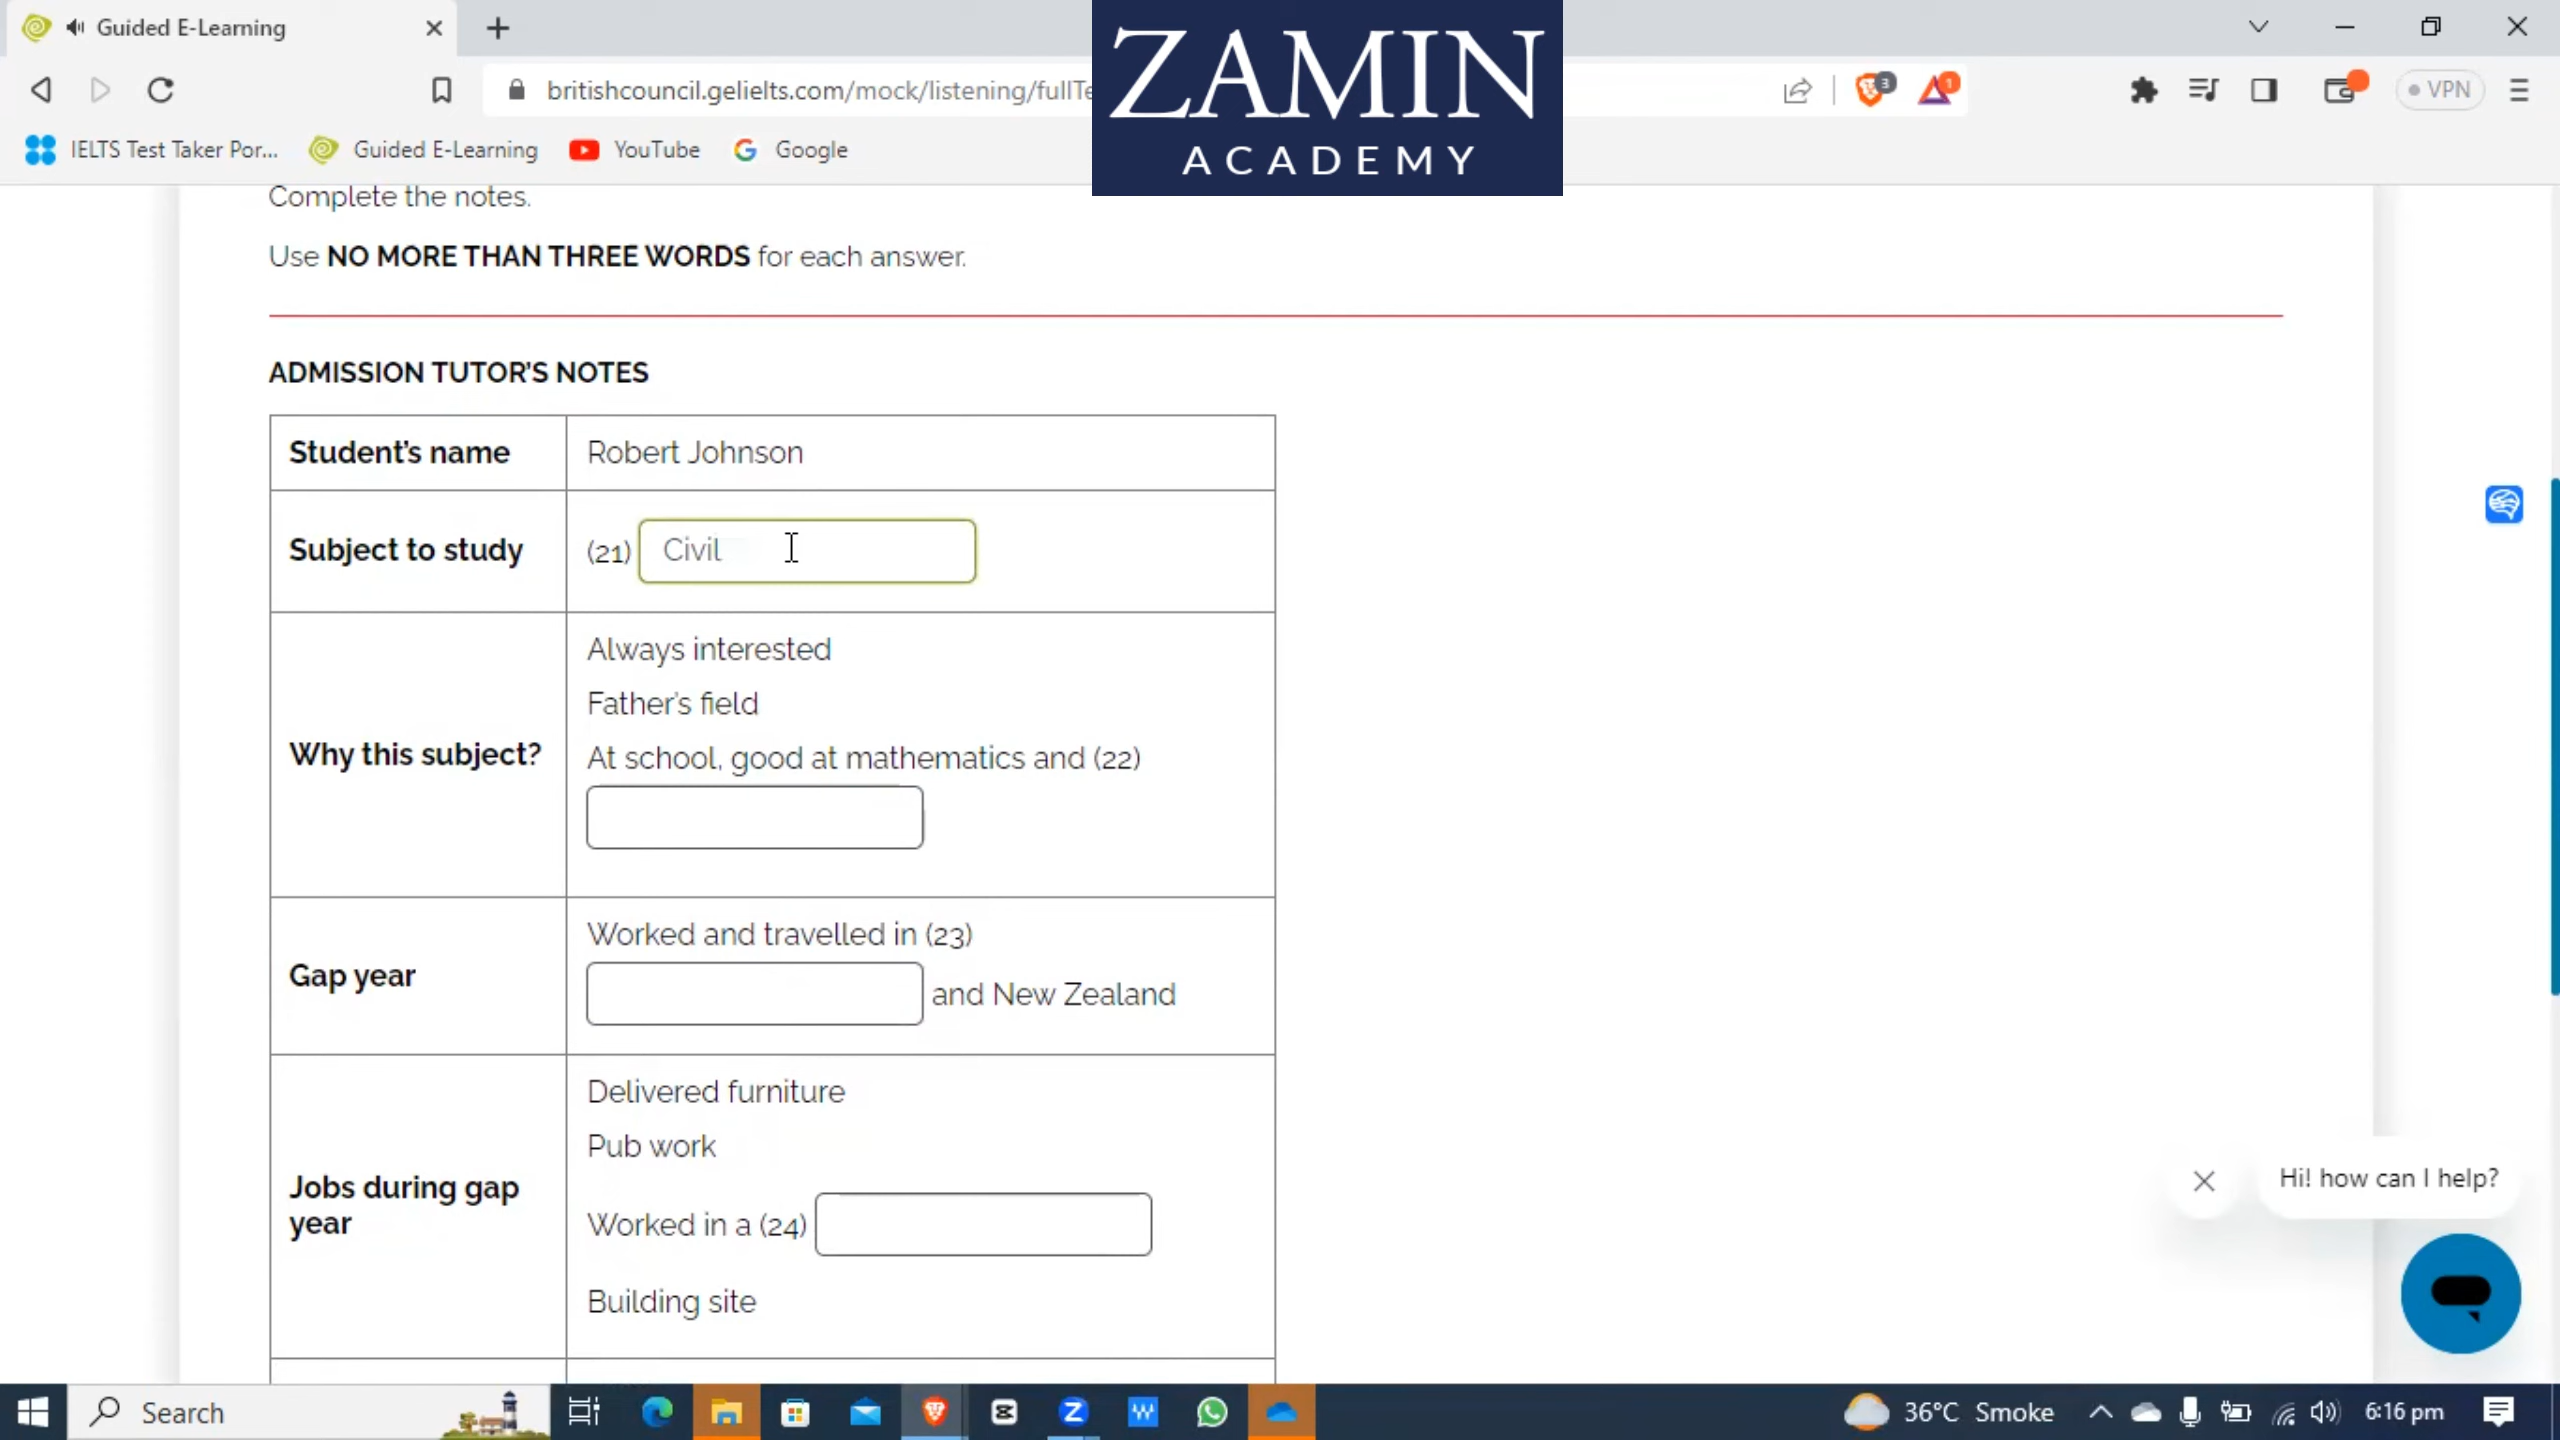 Guided E-Learning
ZAMIN
ACADEMY
britishcouncil.gelielts.com/mock/listening/fullTe
3
1
VPN
IELTS Test Taker Por...
Guided E-Learning
YouTube
Google
Complete the notes.
Use NO MORE THAN THREE WORDS for each answer.
ADMISSION TUTOR'S NOTES
Student's name
Robert Johnson
Subject to study
(21) Civil
Why this subject?
Always interested
Father's field
At school, good at mathematics and (22)
Gap year
Worked and travelled in (23)
and New Zealand
Jobs during gap
year
Delivered furniture
Pub work
Worked in a (24)
Building site
Hi! how can I help?
Search
36°C Smoke
6:16 pm